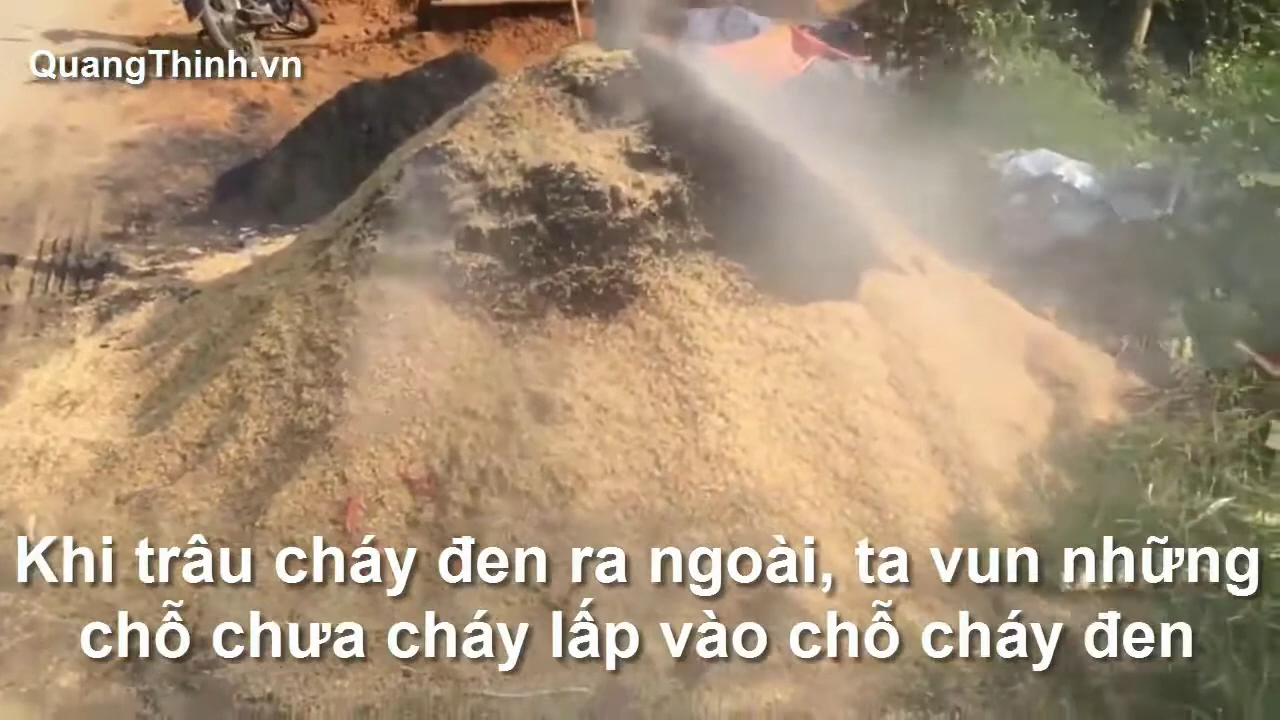 QuangThinh.vn
Khi trâu cháy đen ra ngoài, ta vun những
chỗ chưa cháy lấp vào chỗ cháy đen